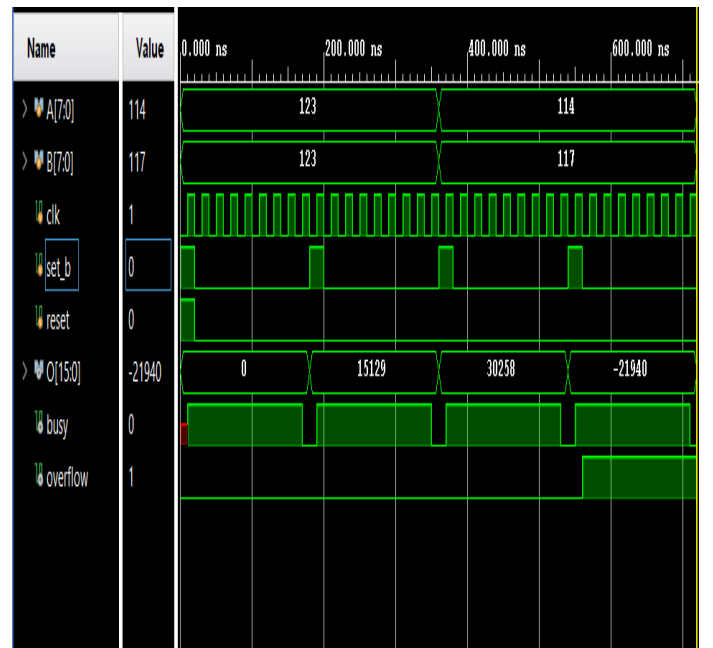 Name Value 0.000 ns 200.000 ns 400.000 ns 600.000 ns
A[7:0] 114 123 114
B[7:0] 117 123 117
clk 1
set_b 0
reset 0
O[15:0] -21940 0 15129 30258 -21940
busy 0
overflow 1